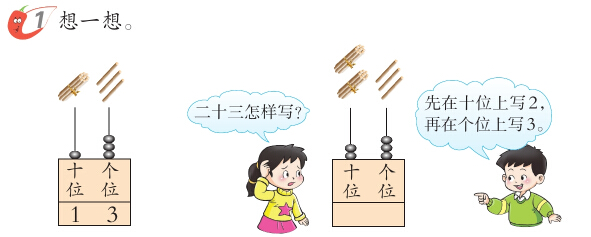 1 想一想。
二十三怎样写?
先在十位上写2,
再在个位上写3。
十位 个位
1 3
十位 个位